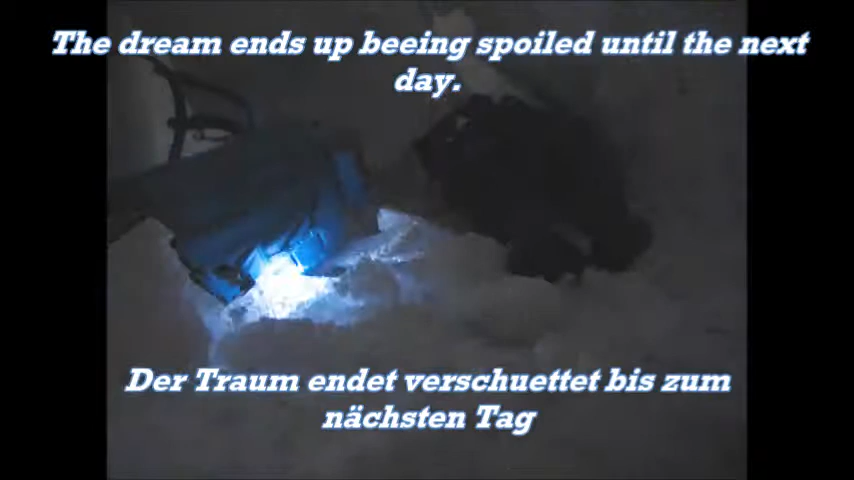 The dream ends up beeing spoiled until the next
day.
Der Traum endet verschuettet bis zum
nächsten Tag